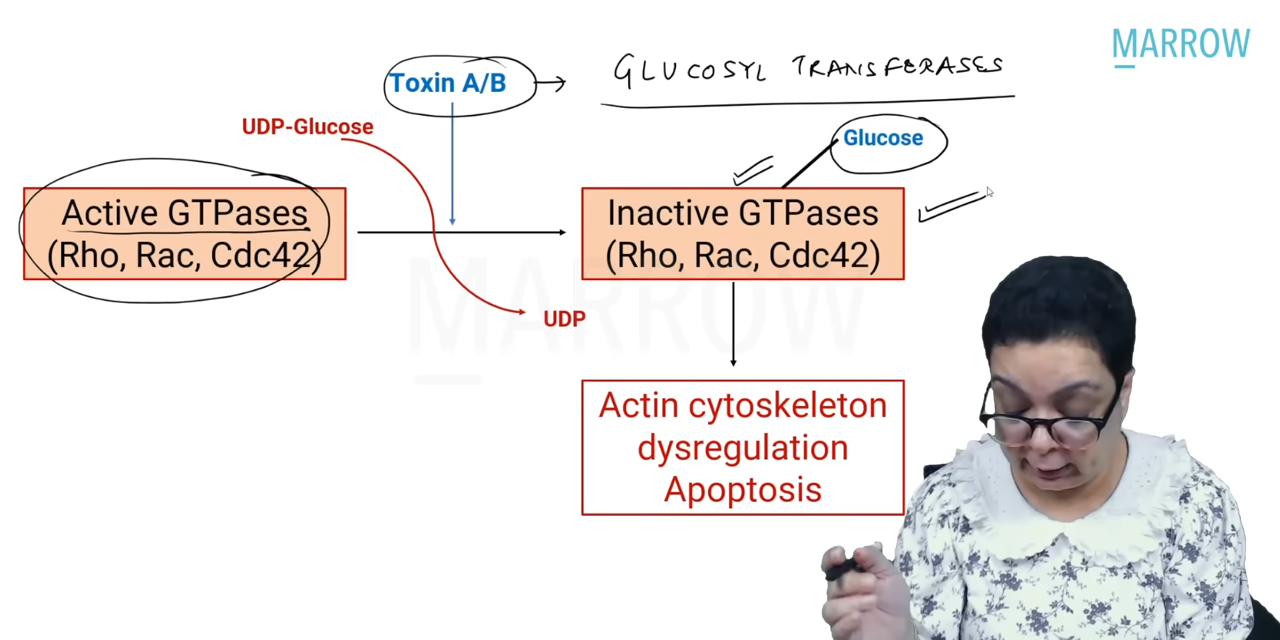 MARROW
GLUCOSYL TRANSFERASES
Toxin A/B
UDP-Glucose
Glucose
Active GTPases
(Rho, Rac, Cdc42)
Inactive GTPases
(Rho, Rac, Cdc42)
MARROW
UDP
Actin cytoskeleton
dysregulation
Apoptosis